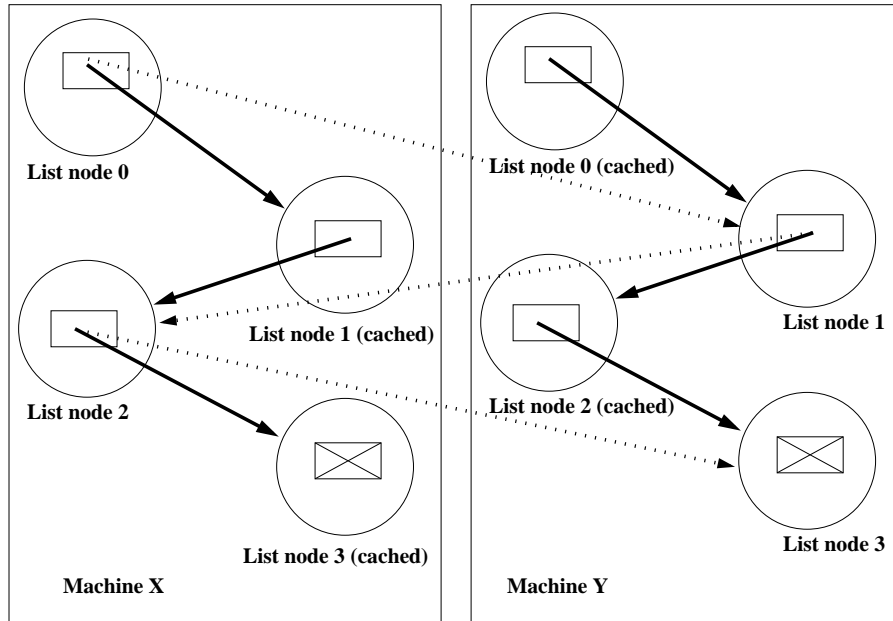 List node 0
List node 1 (cached)
List node 2
List node 3 (cached)
Machine X
List node 0 (cached)
List node 1
List node 2 (cached)
List node 3
Machine Y